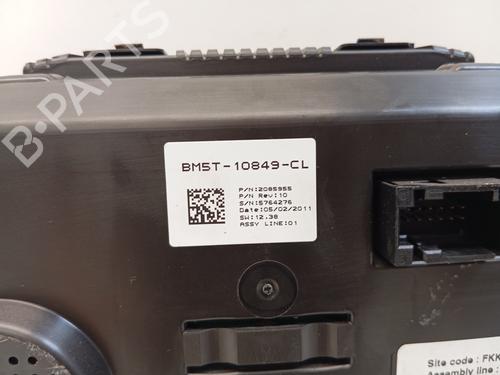 BM5T-10849-CL
P/N:2085955
P/N Rev:10
S/N:5764276
Date:05/02/2011
SW:12.38
ASSY LINE:01
Site code : FKK
Assembly line :